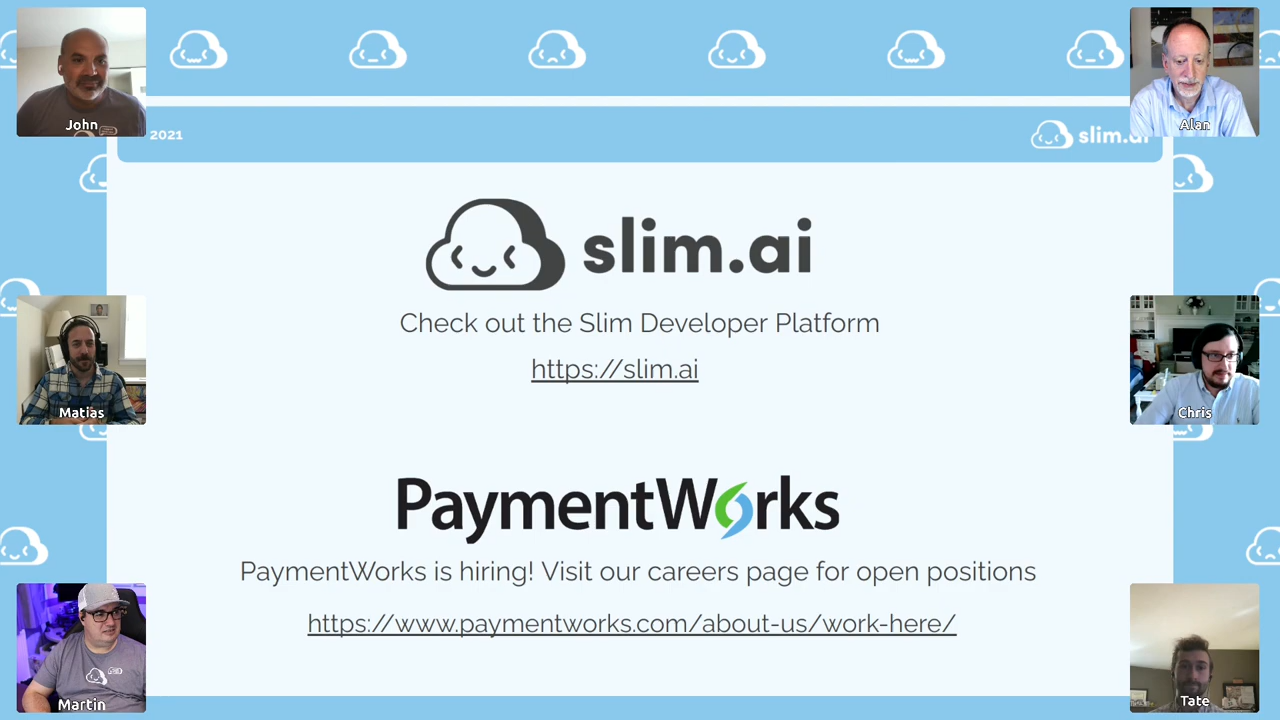 John
Alan
2021
slim.ai
slim.ai
Check out the Slim Developer Platform
https://slim.ai
Matias
Chris
PaymentWorks
PaymentWorks is hiring! Visit our careers page for open positions
https://www.paymentworks.com/about-us/work-here/
Martin
Tate